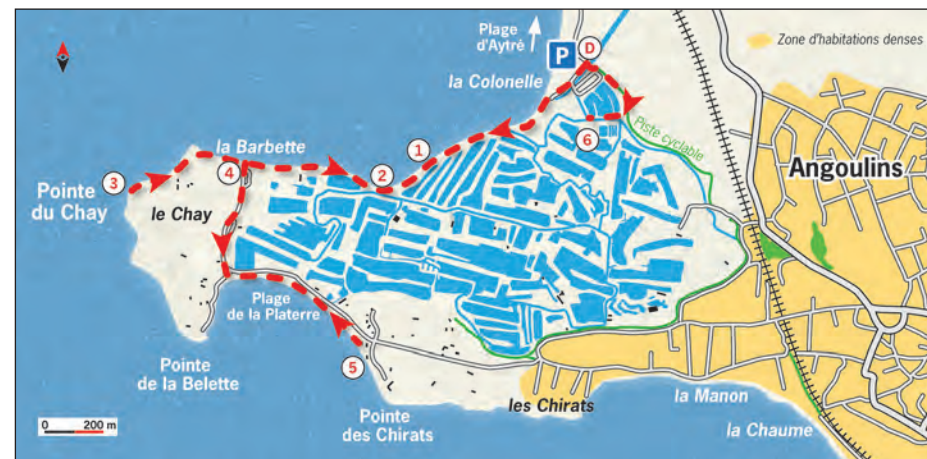 Plage
d'Aytré
P
D
Zone d'habitations denses
la Colonelle
6
Piste cyclable
1
la Barbette
2
4
3
Pointe
du Chay
le Chay
Angoulins
Plage
de la Platerre
Pointe
de la Belette
5
Pointe
des Chirats
les Chirats
la Manon
la Chaume
0 200 m